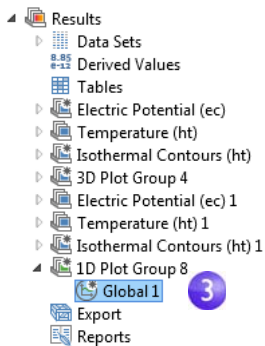 Results
Data Sets
8.85
e-12 Derived Values
Tables
Electric Potential (ec)
Temperature (ht)
Isothermal Contours (ht)
3D Plot Group 4
Electric Potential (ec) 1
Temperature (ht) 1
Isothermal Contours (ht) 1
1D Plot Group 8
Global 1 3
Export
Reports